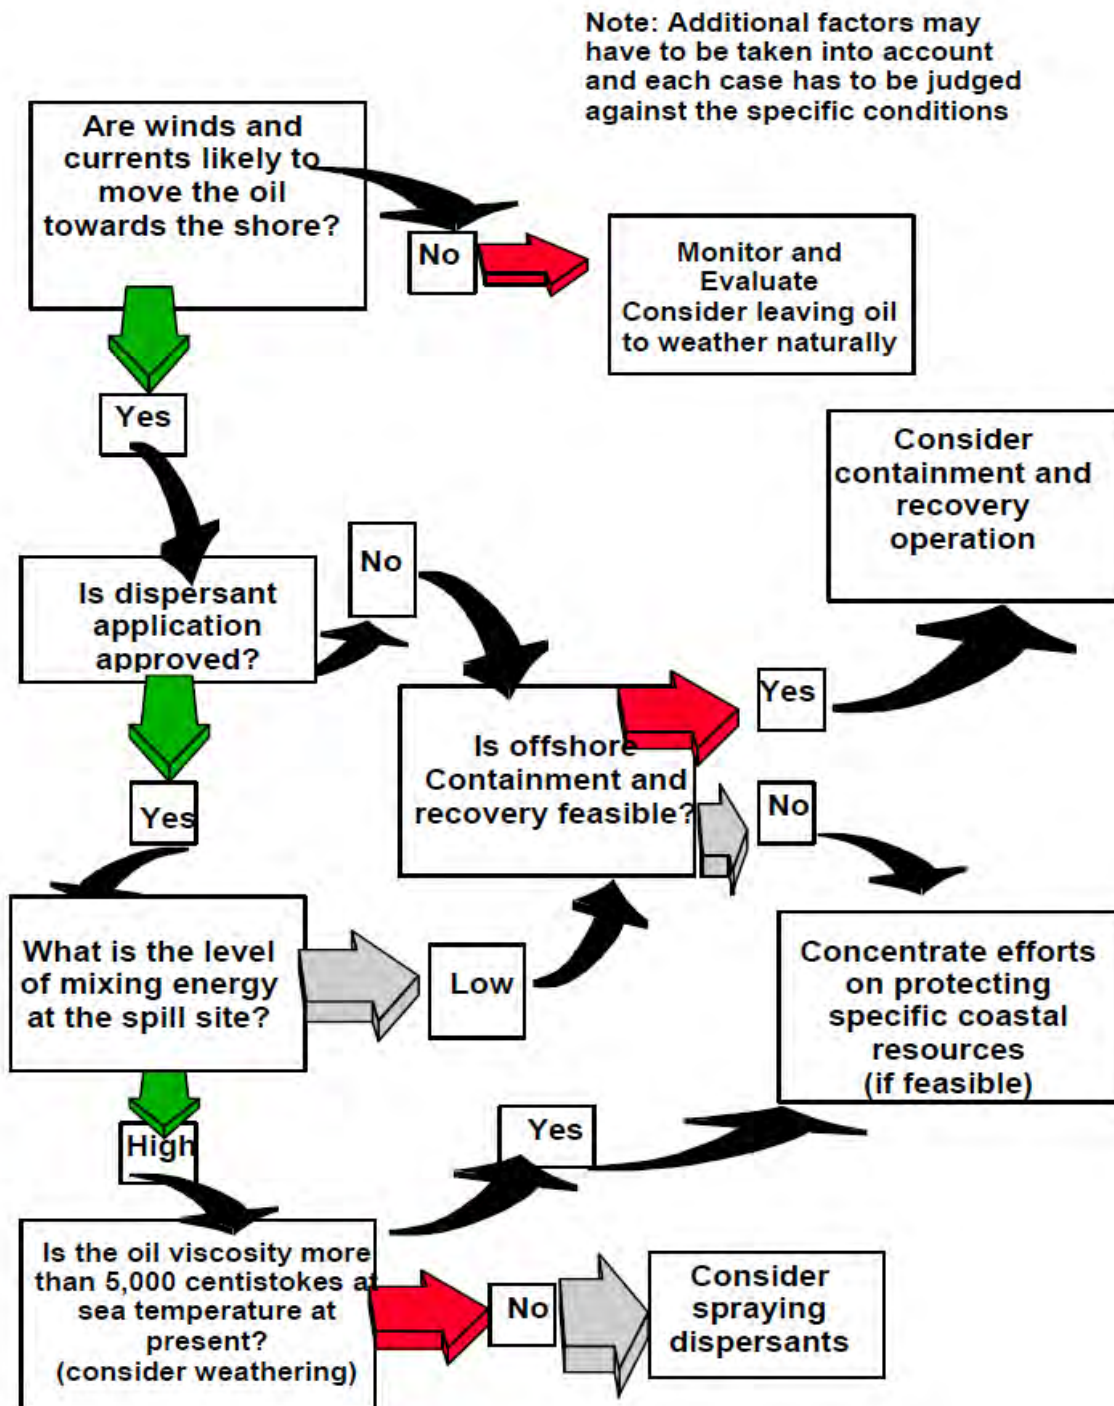 Note: Additional factors may
have to be taken into account
and each case has to be judged
against the specific conditions
Are winds and
currents likely to
move the oil
towards the shore?
No
Monitor and
Evaluate
Consider leaving oil
to weather naturally
Yes
Consider
containment and
recovery
operation
No
Is dispersant
application
approved?
Yes
Is offshore
Containment and
recovery feasible?
No
Yes
What is the level
of mixing energy
at the spill site?
Low
Concentrate efforts
on protecting
specific coastal
resources
(if feasible)
High
Yes
Is the oil viscosity more
than 5,000 centistokes at
sea temperature at
present?
(consider weathering)
No
Consider
spraying
dispersants